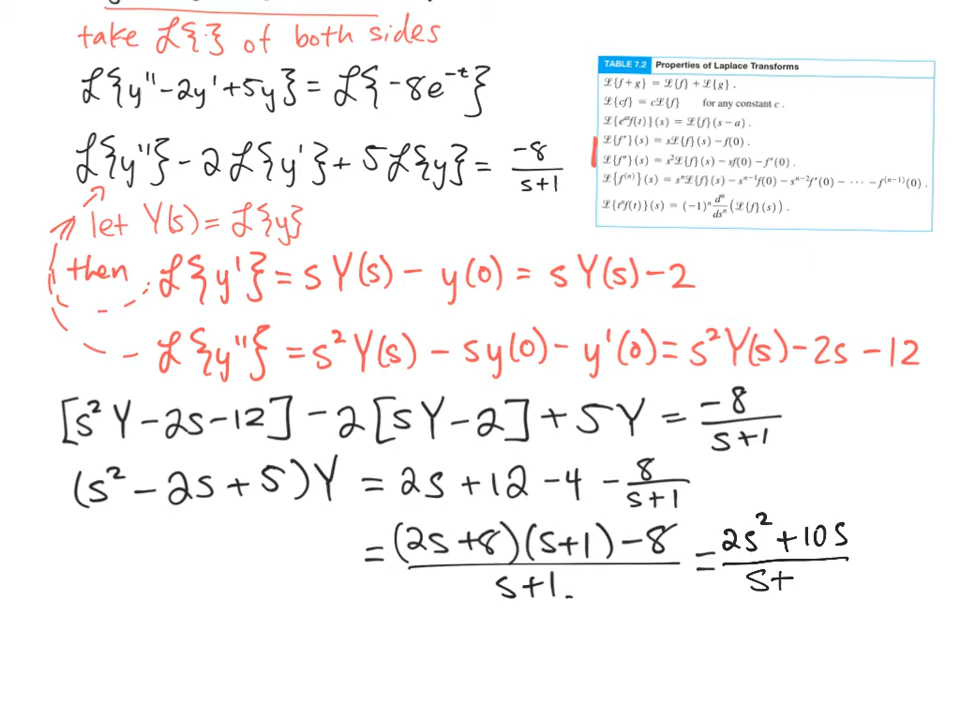 take ℒ{·} of both sides
ℒ{y'' - 2y' + 5y} = ℒ{-8e^{-t}}
ℒ{y''} - 2ℒ{y'} + 5ℒ{y} = -8/(s+1)
TABLE 7.2 Properties of Laplace Transforms
ℒ{f + g} = ℒ{f} + ℒ{g}.
ℒ{cf} = cℒ{f} for any constant c.
ℒ{e^{at}f(t)}(s) = ℒ{f}(s - a).
ℒ{f'}(s) = sℒ{f}(s) - f(0).
ℒ{f''}(s) = s²ℒ{f}(s) - sf(0) - f'(0).
ℒ{f^{(n)}}(s) = s^nℒ{f}(s) - s^{n-1}f(0) - s^{n-2}f'(0) - ··· - f^{(n-1)}(0).
ℒ{t^n f(t)}(s) = (-1)^n d^n/ds^n (ℒ{f}(s)).
let Y(s) = ℒ{y}
then ℒ{y'} = sY(s) - y(0) = sY(s) - 2
ℒ{y''} = s²Y(s) - sy(0) - y'(0) = s²Y(s) - 2s - 12
[s²Y - 2s - 12] - 2[sY - 2] + 5Y = -8/(s+1)
(s² - 2s + 5)Y = 2s + 12 - 4 - 8/(s+1)
= ((2s+8)(s+1) - 8)/(s+1) = (2s² + 10s)/(s+